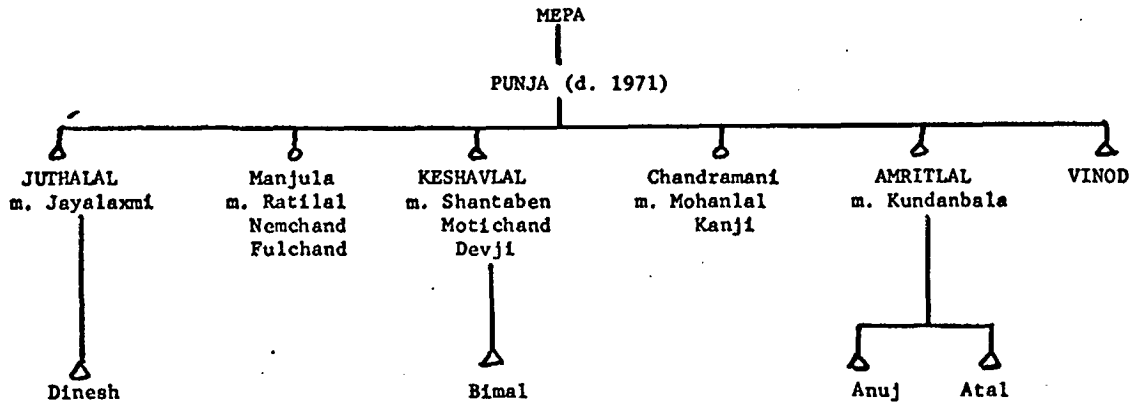 MEPA
PUNJA (d. 1971)
JUTHALAL
m. Jayalaxmi
Manjula
m. Ratilal
Nemchand
Fulchand
KESHAVLAL
m. Shantaben
Motichand
Devji
Chandramani
m. Mohanlal
Kanji
AMRITLAL
m. Kundanbala
VINOD
Dinesh
Bimal
Anuj
Atal